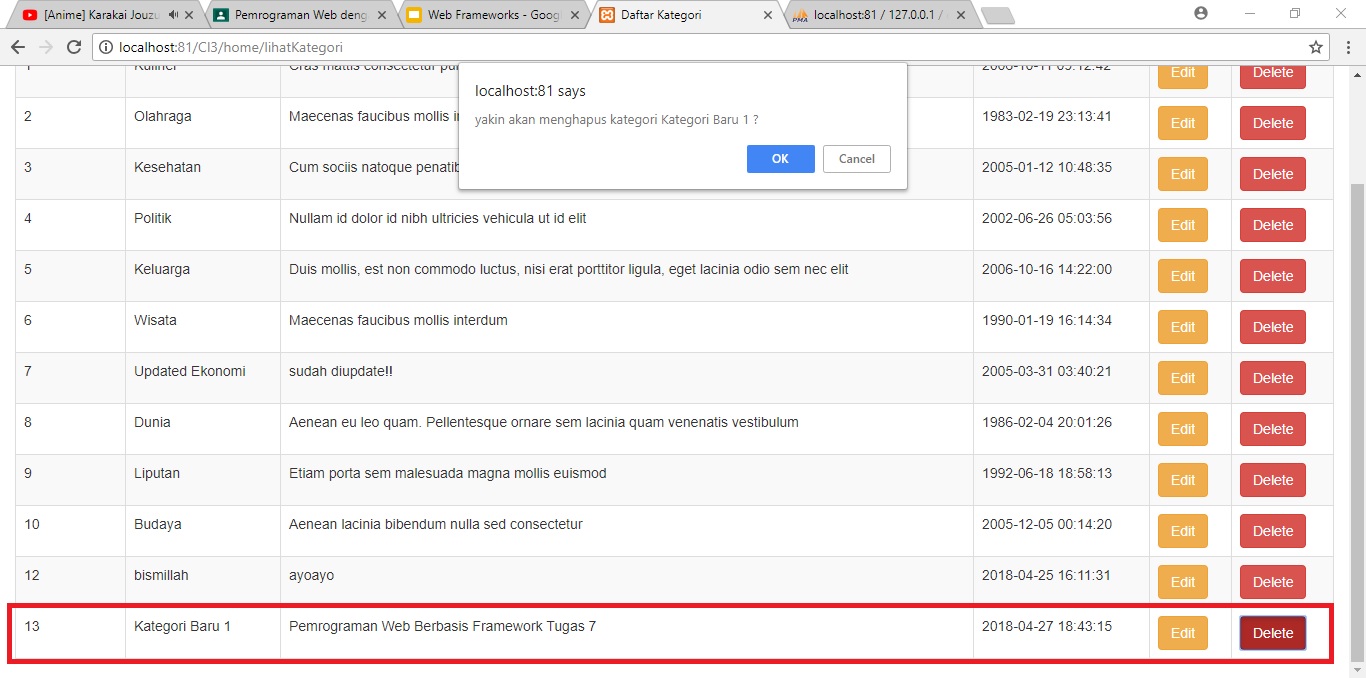 [Anime] Karakai Jouzu
Pemrograman Web deng
Web Frameworks - Goog
Daftar Kategori
PMA localhost:81 / 127.0.0.1 /
localhost:81/CI3/home/lihatKategori
localhost:81 says
yakin akan menghapus kategori Kategori Baru 1 ?
OK Cancel
1 Kuliner Cras mattis consectetur pur Edit Delete
2 Olahraga Maecenas faucibus mollis 1983-02-19 23:13:41 Edit Delete
3 Kesehatan Cum sociis natoque penatib 2005-01-12 10:48:35 Edit Delete
4 Politik Nullam id dolor id nibh ultricies vehicula ut id elit 2002-06-26 05:03:56 Edit Delete
5 Keluarga Duis mollis, est non commodo luctus, nisi erat porttitor ligula, eget lacinia odio sem nec elit 2006-10-16 14:22:00 Edit Delete
6 Wisata Maecenas faucibus mollis interdum 1990-01-19 16:14:34 Edit Delete
7 Updated Ekonomi sudah diupdate!! 2005-03-31 03:40:21 Edit Delete
8 Dunia Aenean eu leo quam. Pellentesque ornare sem lacinia quam venenatis vestibulum 1986-02-04 20:01:26 Edit Delete
9 Liputan Etiam porta sem malesuada magna mollis euismod 1992-06-18 18:58:13 Edit Delete
10 Budaya Aenean lacinia bibendum nulla sed consectetur 2005-12-05 00:14:20 Edit Delete
12 bismillah ayoayo 2018-04-25 16:11:31 Edit Delete
13 Kategori Baru 1 Pemrograman Web Berbasis Framework Tugas 7 2018-04-27 18:43:15 Edit Delete